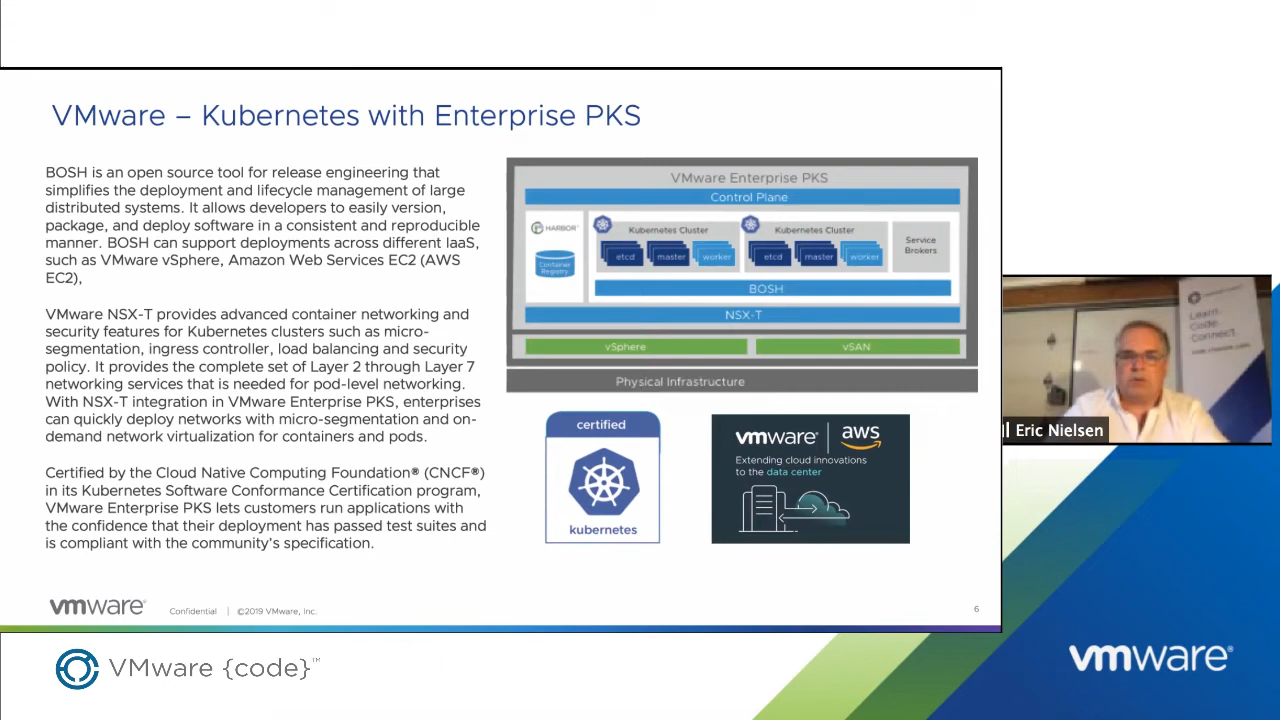 VMware – Kubernetes with Enterprise PKS
BOSH is an open source tool for release engineering that
simplifies the deployment and lifecycle management of large
distributed systems. It allows developers to easily version,
package, and deploy software in a consistent and reproducible
manner. BOSH can support deployments across different IaaS,
such as VMware vSphere, Amazon Web Services EC2 (AWS
EC2),
VMware NSX-T provides advanced container networking and
security features for Kubernetes clusters such as micro-
segmentation, ingress controller, load balancing and security
policy. It provides the complete set of Layer 2 through Layer 7
networking services that is needed for pod-level networking.
With NSX-T integration in VMware Enterprise PKS, enterprises
can quickly deploy networks with micro-segmentation and on-
demand network virtualization for containers and pods.
Certified by the Cloud Native Computing Foundation® (CNCF®)
in its Kubernetes Software Conformance Certification program,
VMware Enterprise PKS lets customers run applications with
the confidence that their deployment has passed test suites and
is compliant with the community's specification.
VMware Enterprise PKS
Control Plane
HARBOR™
Container
Registry
Kubernetes Cluster
etcd
master
worker
Kubernetes Cluster
etcd
master
worker
Service
Brokers
BOSH
NSX-T
vSphere
vSAN
Physical Infrastructure
certified
kubernetes
vmware® | aws
Extending cloud innovations
to the data center
vmware® Confidential | ©2019 VMware, Inc.
6
Learn.
Code.
Connect.
Eric Nielsen
VMware {code}™
vmware®